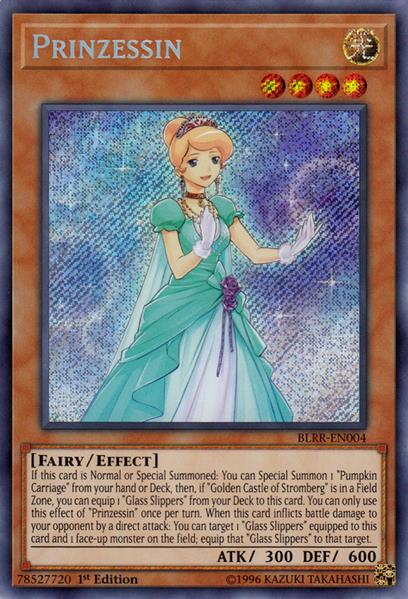 PRINZESSIN
BLRR-EN004
[FAIRY/EFFECT]
If this card is Normal or Special Summoned: You can Special Summon 1 "Pumpkin
Carriage" from your hand or Deck, then, if "Golden Castle of Stromberg" is in a Field
Zone, you can equip 1 "Glass Slippers" from your Deck to this card. You can only use
this effect of "Prinzessin" once per turn. When this card inflicts battle damage to
your opponent by a direct attack: You can target 1 "Glass Slippers" equipped to this
card and 1 face-up monster on the field; equip that "Glass Slippers" to that target.
ATK/ 300 DEF/ 600
78527720 1st Edition ©1996 KAZUKI TAKAHASHI